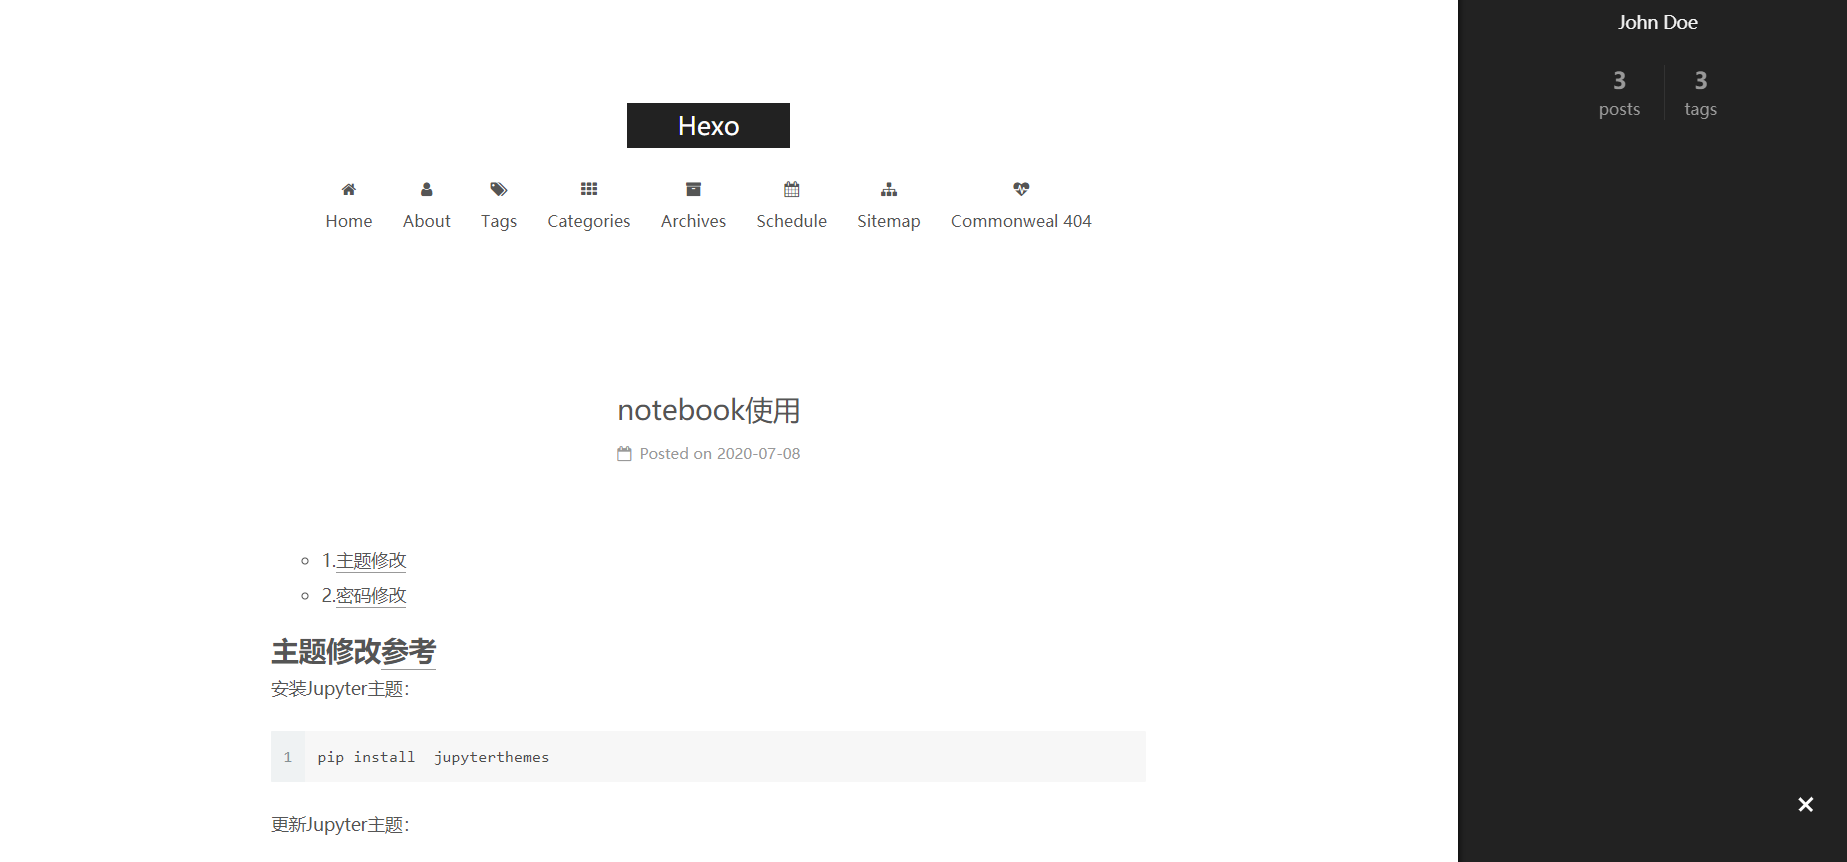 Hexo
Home About Tags Categories Archives Schedule Sitemap Commonweal 404
notebook使用
Posted on 2020-07-08
1.主题修改
2.密码修改
主题修改参考
安装Jupyter主题：
1 pip install  jupyterthemes
更新Jupyter主题：
John Doe
3 3
posts tags